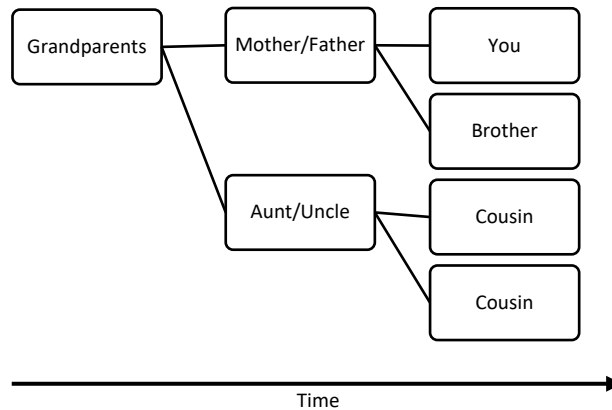 Grandparents
Mother/Father
You
Brother
Aunt/Uncle
Cousin
Cousin
Time